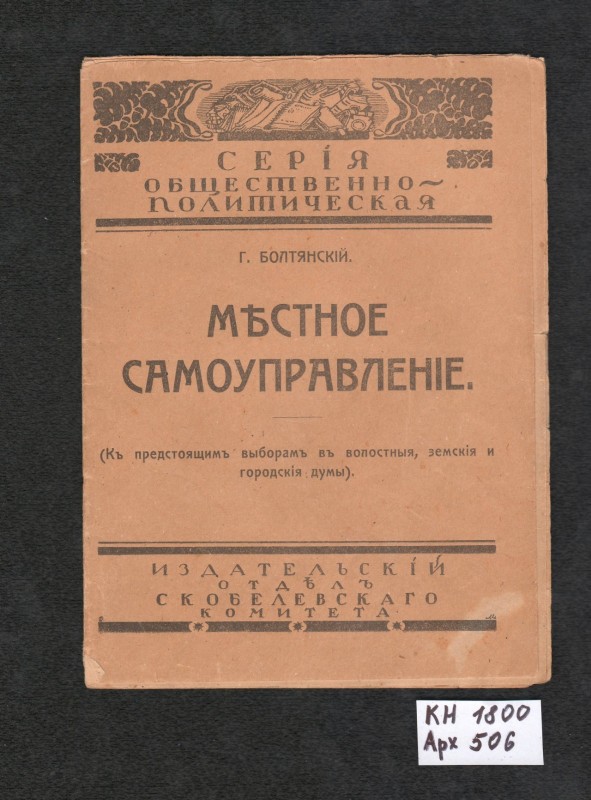 СЕРІЯ
ОБЩЕСТВЕННО~
ПОЛИТИЧЕСКАЯ
Г. БОЛТЯНСКІЙ.
МѢСТНОЕ
САМОУПРАВЛЕНІЕ.
(Къ предстоящимъ выборамъ въ волостныя, земскія и
городскія думы).
ИЗДАТЕЛЬСКІЙ
ОТДѢЛЪ
СКОБЕЛЕВСКАГО
КОМИТЕТА
КН 1800
Арх 506